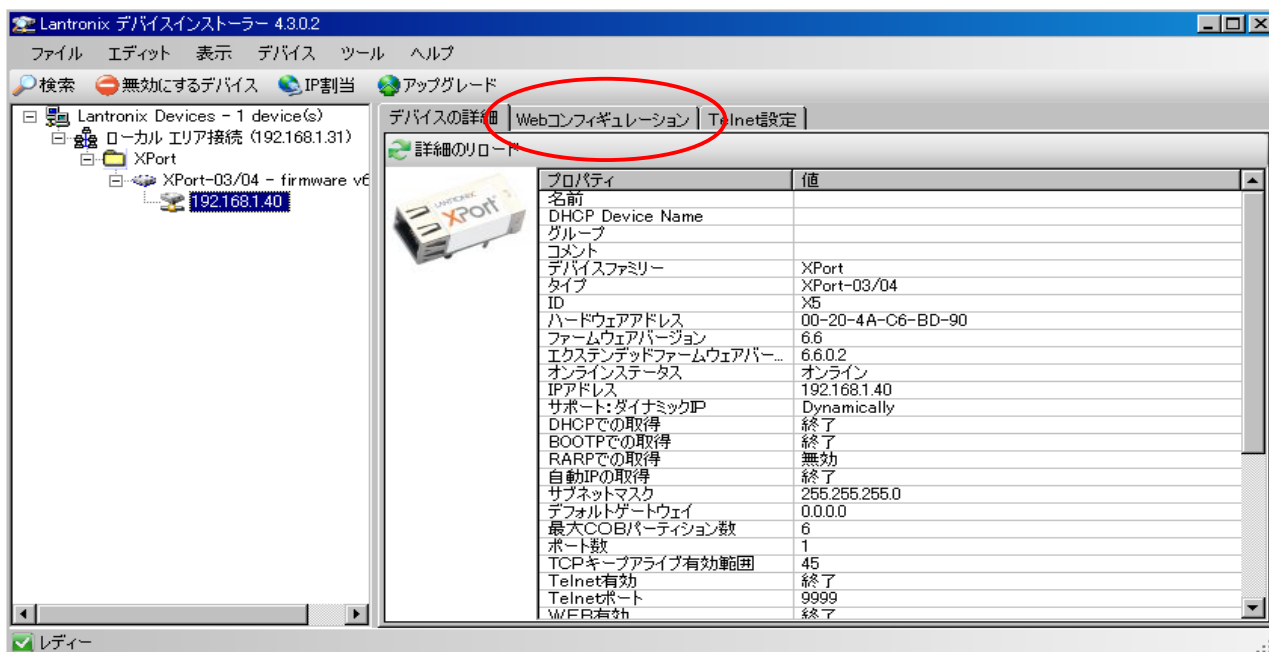 Lantronix デバイスインストーラー 4.3.0.2
ファイル エディット 表示 デバイス ツール ヘルプ
検索 無効にするデバイス IP割当 アップグレード
Lantronix Devices - 1 device(s)
ローカル エリア接続 (192.168.1.31)
XPort
XPort-03/04 - firmware v6
192.168.1.40
デバイスの詳細 Webコンフィギュレーション Telnet設定
詳細のリロード
LANTRONIX
XPort
プロパティ 値
名前
DHCP Device Name
グループ
コメント
デバイスファミリー XPort
タイプ XPort-03/04
ID X5
ハードウェアアドレス 00-20-4A-C6-BD-90
ファームウェアバージョン 6.6
エクステンデッドファームウェアバー... 6.6.0.2
オンラインステータス オンライン
IPアドレス 192.168.1.40
サポート:ダイナミックIP Dynamically
DHCPでの取得 終了
BOOTPでの取得 終了
RARPでの取得 無効
自動IPの取得 終了
サブネットマスク 255.255.255.0
デフォルトゲートウェイ 0.0.0.0
最大COBパーティション数 6
ポート数 1
TCPキープアライブ有効範囲 45
Telnet有効 終了
Telnetポート 9999
WEB有効 終了
レディー